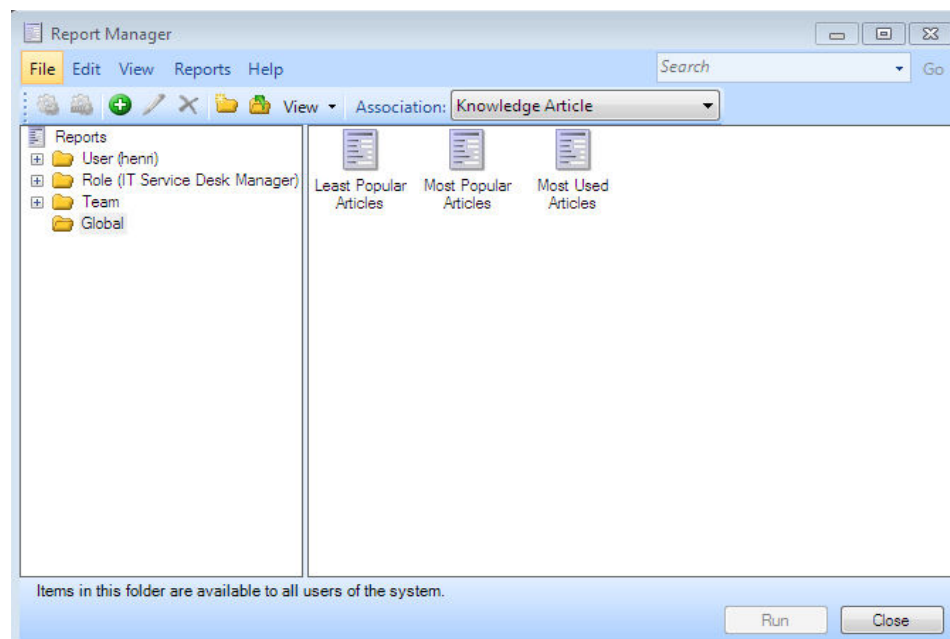 Report Manager
File Edit View Reports Help
Search
Go
View
Association: Knowledge Article
Reports
User (henri)
Role (IT Service Desk Manager)
Team
Global
Least Popular
Articles
Most Popular
Articles
Most Used
Articles
Items in this folder are available to all users of the system.
Run
Close